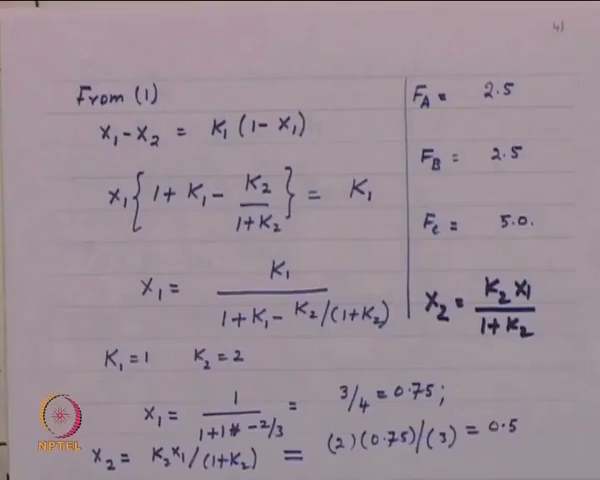 4)
From (1)
X₁-X₂ = K₁ (1-X₁)
X₁{1+K₁- K₂/1+K₂} = K₁
X₁ = K₁/1+K₁-K₂/(1+K₂)
K₁=1 K₂=2
X₁ = 1/1+1-2/3 = 3/4 = 0.75;
X₂ = K₂X₁/(1+K₂) = (2)(0.75)/(3) = 0.5
F_A = 2.5
F_B = 2.5
F_C = 5.0.
X₂ = K₂X₁/1+K₂
NPTEL